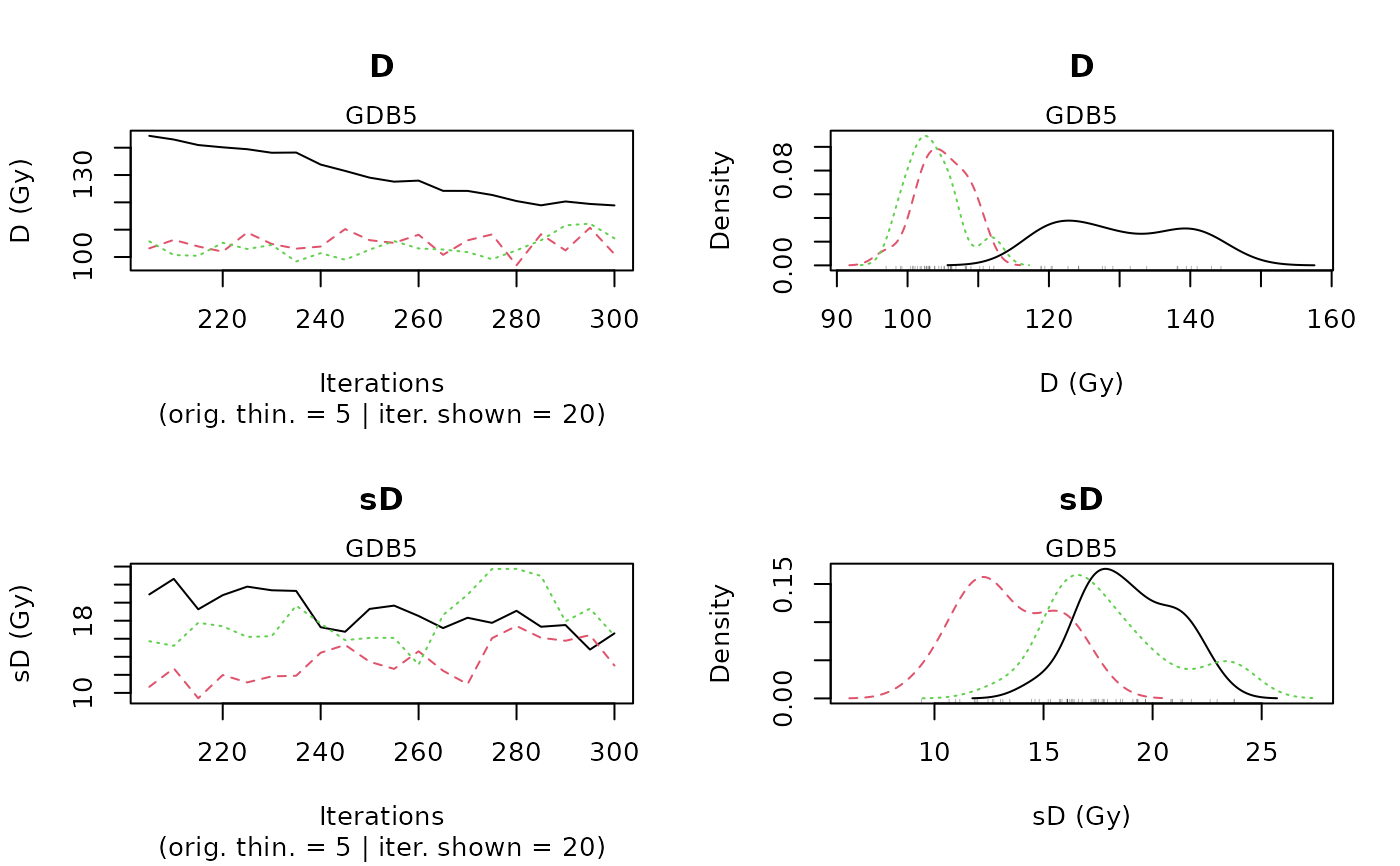 D
GDB5
D (Gy)
130
100
220 240 260 280 300
Iterations
(orig. thin. = 5 | iter. shown = 20)
D
GDB5
Density
0.08
0.00
90 100 120 140 160
D (Gy)
sD
GDB5
sD (Gy)
18
10
220 240 260 280 300
Iterations
(orig. thin. = 5 | iter. shown = 20)
sD
GDB5
Density
0.15
0.00
10 15 20 25
sD (Gy)